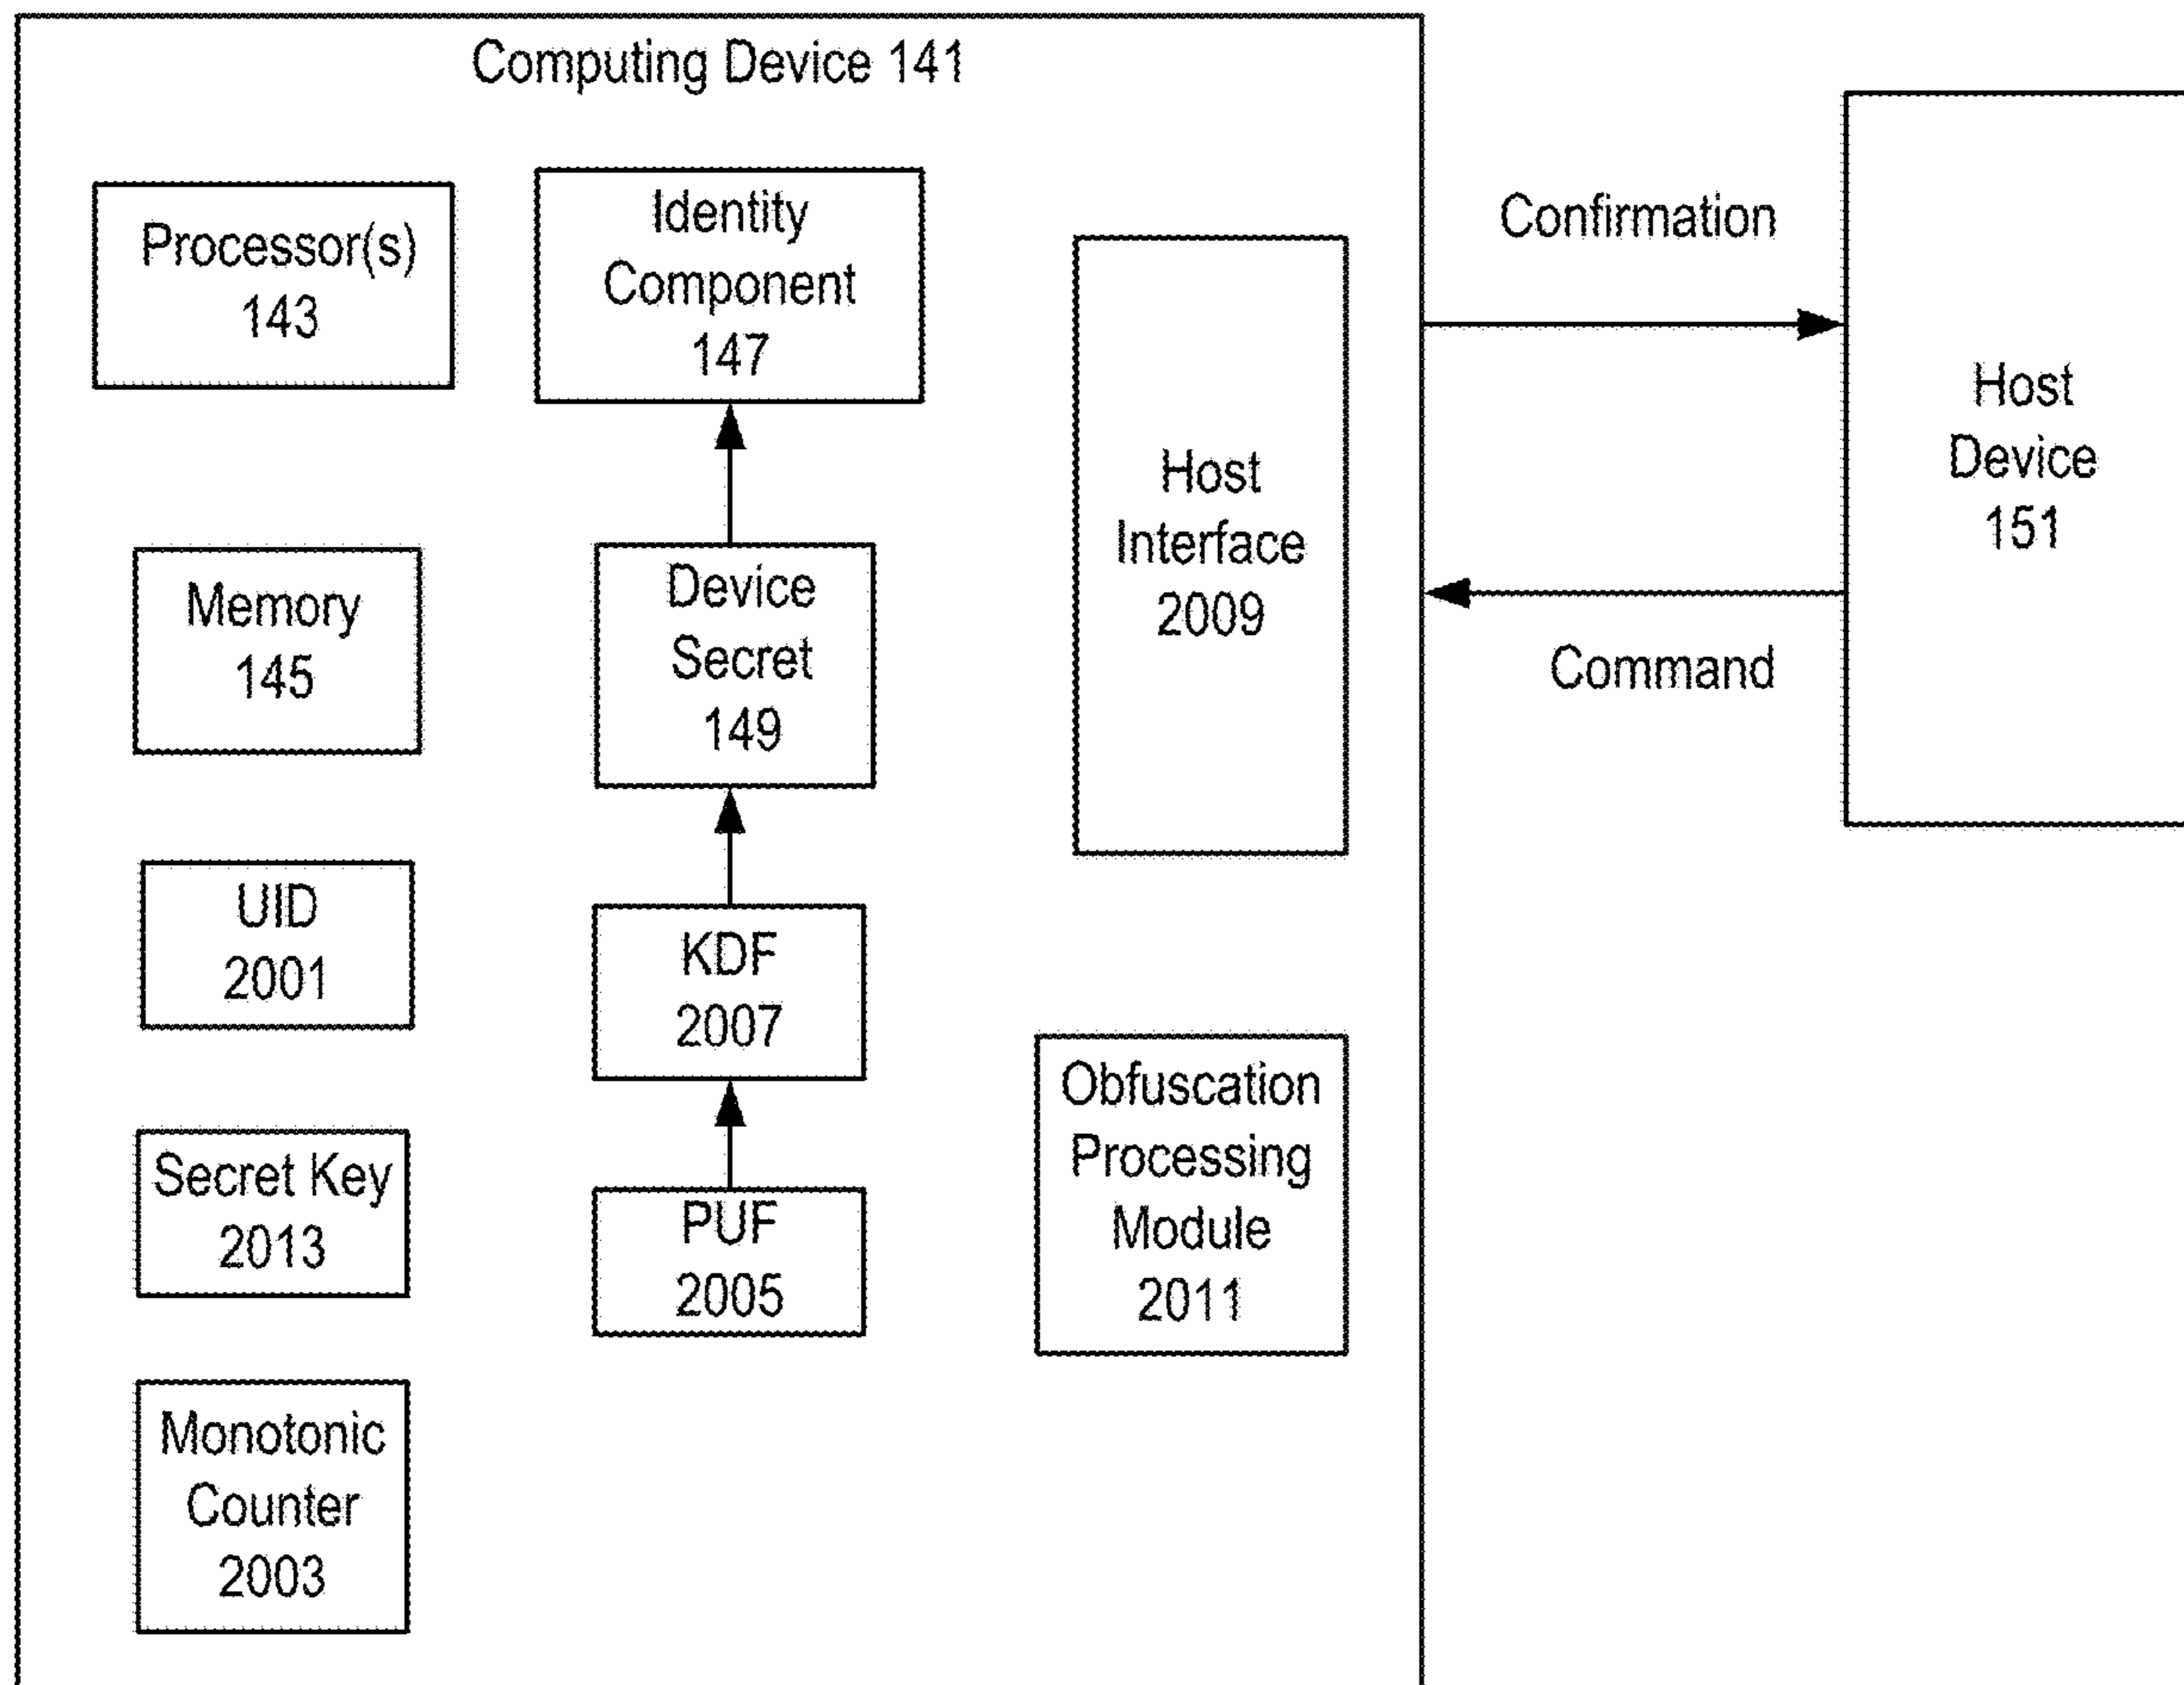 Computing Device 141
Processor(s)
143
Identity
Component
147
Memory
145
Device
Secret
149
UID
2001
KDF
2007
Secret Key
2013
PUF
2005
Monotonic
Counter
2003
Host
Interface
2009
Obfuscation
Processing
Module
2011
Confirmation
Command
Host
Device
151